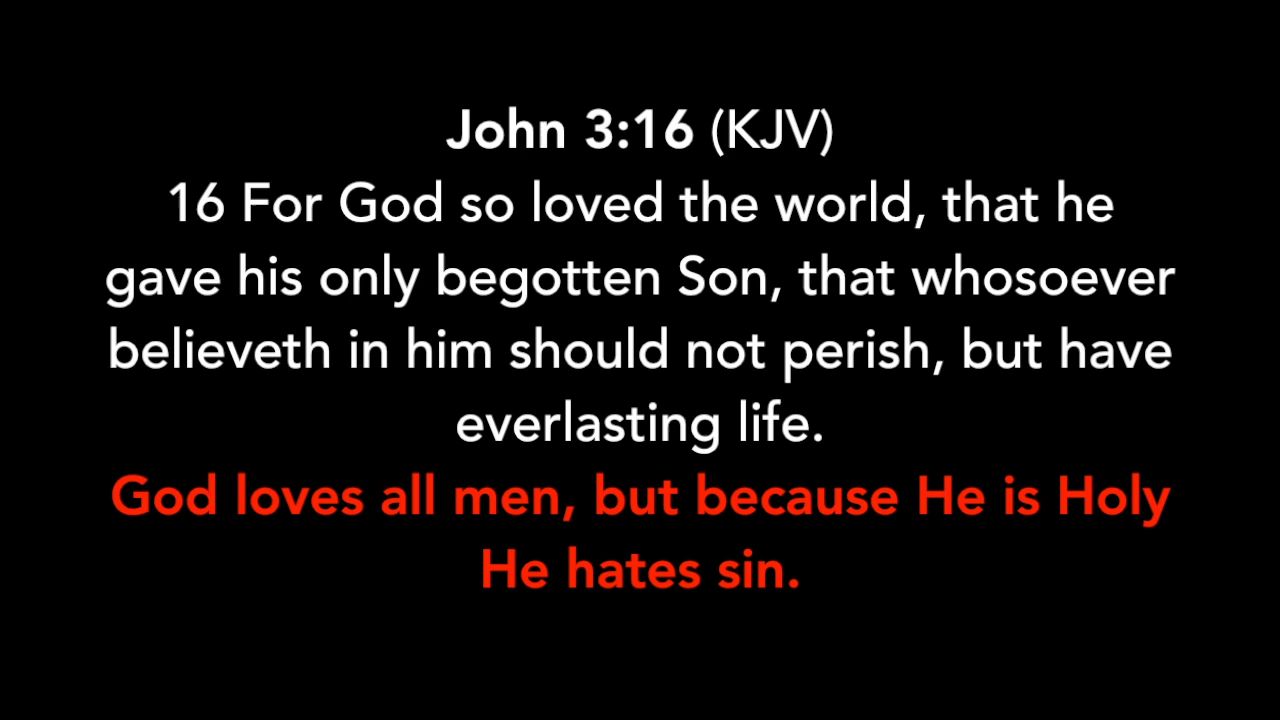 John 3:16 (KJV)
16 For God so loved the world, that he
gave his only begotten Son, that whosoever
believeth in him should not perish, but have
everlasting life.
God loves all men, but because He is Holy
He hates sin.